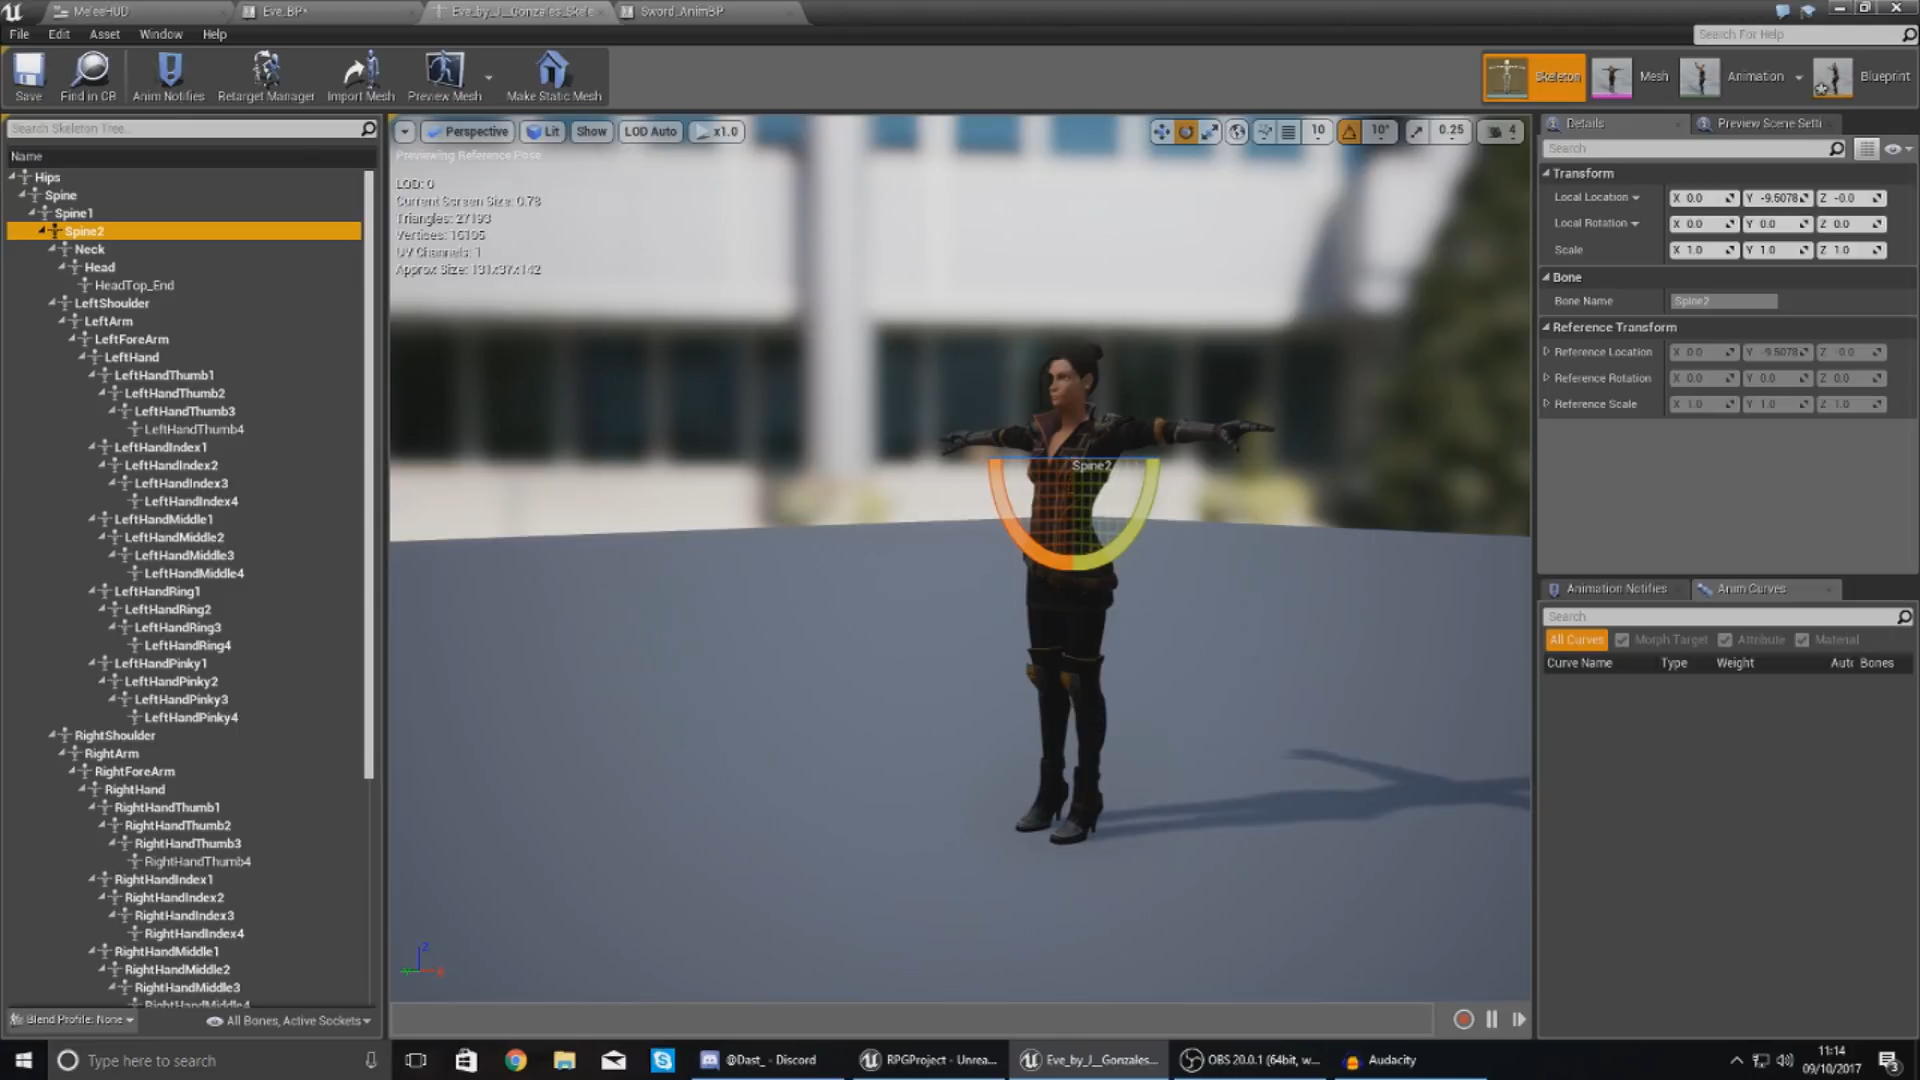 MeleeHUD
Eve_BP*
Eve_by_J__Gonzales_Skele
Sword_AnimBP
File
Edit
Asset
Window
Help
Search For Help
Save
Find in CB
Anim Notifies
Retarget Manager
Import Mesh
Preview Mesh
Make Static Mesh
Skeleton
Mesh
Animation
Blueprint
Search Skeleton Tree...
Name
Hips
Spine
Spine1
Spine2
Neck
Head
HeadTop_End
LeftShoulder
LeftArm
LeftForeArm
LeftHand
LeftHandThumb1
LeftHandThumb2
LeftHandThumb3
LeftHandThumb4
LeftHandIndex1
LeftHandIndex2
LeftHandIndex3
LeftHandIndex4
LeftHandMiddle1
LeftHandMiddle2
LeftHandMiddle3
LeftHandMiddle4
LeftHandRing1
LeftHandRing2
LeftHandRing3
LeftHandRing4
LeftHandPinky1
LeftHandPinky2
LeftHandPinky3
LeftHandPinky4
RightShoulder
RightArm
RightForeArm
RightHand
RightHandThumb1
RightHandThumb2
RightHandThumb3
RightHandThumb4
RightHandIndex1
RightHandIndex2
RightHandIndex3
RightHandIndex4
RightHandMiddle1
RightHandMiddle2
RightHandMiddle3
RightHandMiddle4
Blend Profile: None
All Bones, Active Sockets
Perspective
Lit
Show
LOD Auto
x1.0
10
10°
0.25
4
Previewing Reference Pose
LOD: 0
Current Screen Size: 0.78
Triangles: 27193
Vertices: 16105
UV Channels: 1
Approx Size: 131x37x142
Spine2
Z
Y
X
Details
Preview Scene Setti
Search
Transform
Local Location X 0.0 Y -9.5078 Z -0.0
Local Rotation X 0.0 Y 0.0 Z 0.0
Scale X 1.0 Y 1.0 Z 1.0
Bone
Bone Name Spine2
Reference Transform
Reference Location X 0.0 Y -9.5078 Z -0.0
Reference Rotation X 0.0 Y 0.0 Z 0.0
Reference Scale X 1.0 Y 1.0 Z 1.0
Animation Notifies
Anim Curves
Search
All Curves Morph Target Attribute Material
Curve Name Type Weight Autc Bones
Type here to search
@Dast_ - Discord
RPGProject - Unrea...
Eve_by_J__Gonzales...
OBS 20.0.1 (64bit, w...
Audacity
11:14
09/10/2017
3